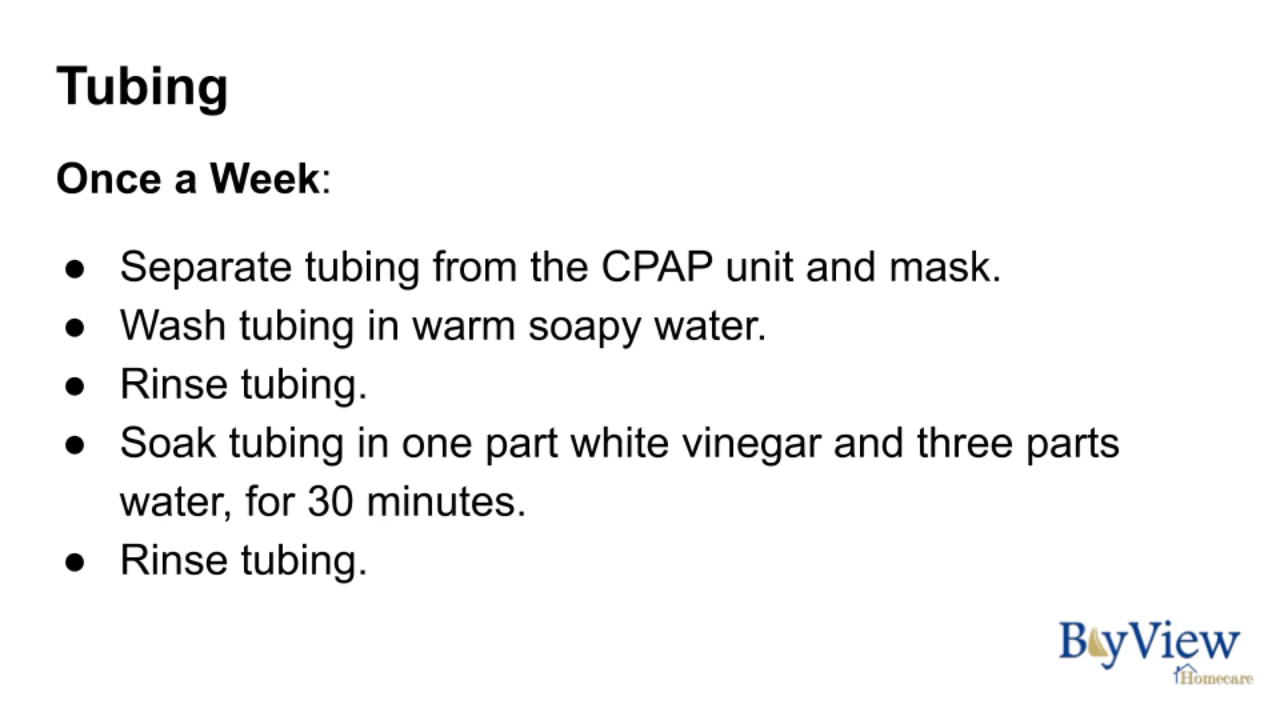 Tubing
Once a Week:
● Separate tubing from the CPAP unit and mask.
● Wash tubing in warm soapy water.
● Rinse tubing.
● Soak tubing in one part white vinegar and three parts
water, for 30 minutes.
● Rinse tubing.
BayView
Homecare